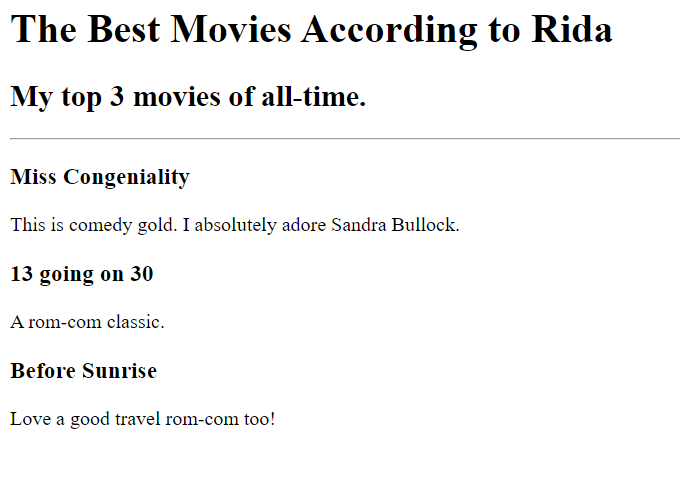 The Best Movies According to Rida
My top 3 movies of all-time.
Miss Congeniality
This is comedy gold. I absolutely adore Sandra Bullock.
13 going on 30
A rom-com classic.
Before Sunrise
Love a good travel rom-com too!